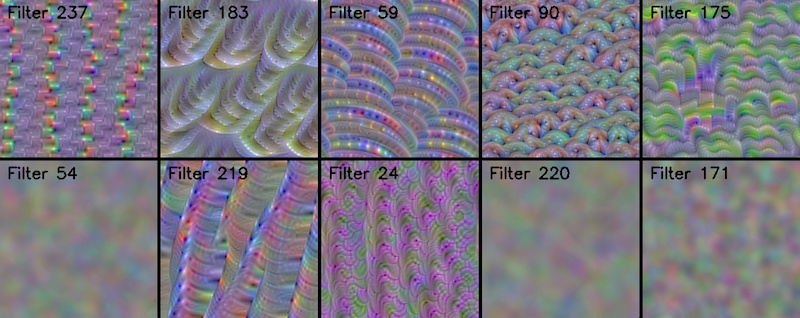 Filter 237
Filter 183
Filter 59
Filter 90
Filter 175
Filter 54
Filter 219
Filter 24
Filter 220
Filter 171